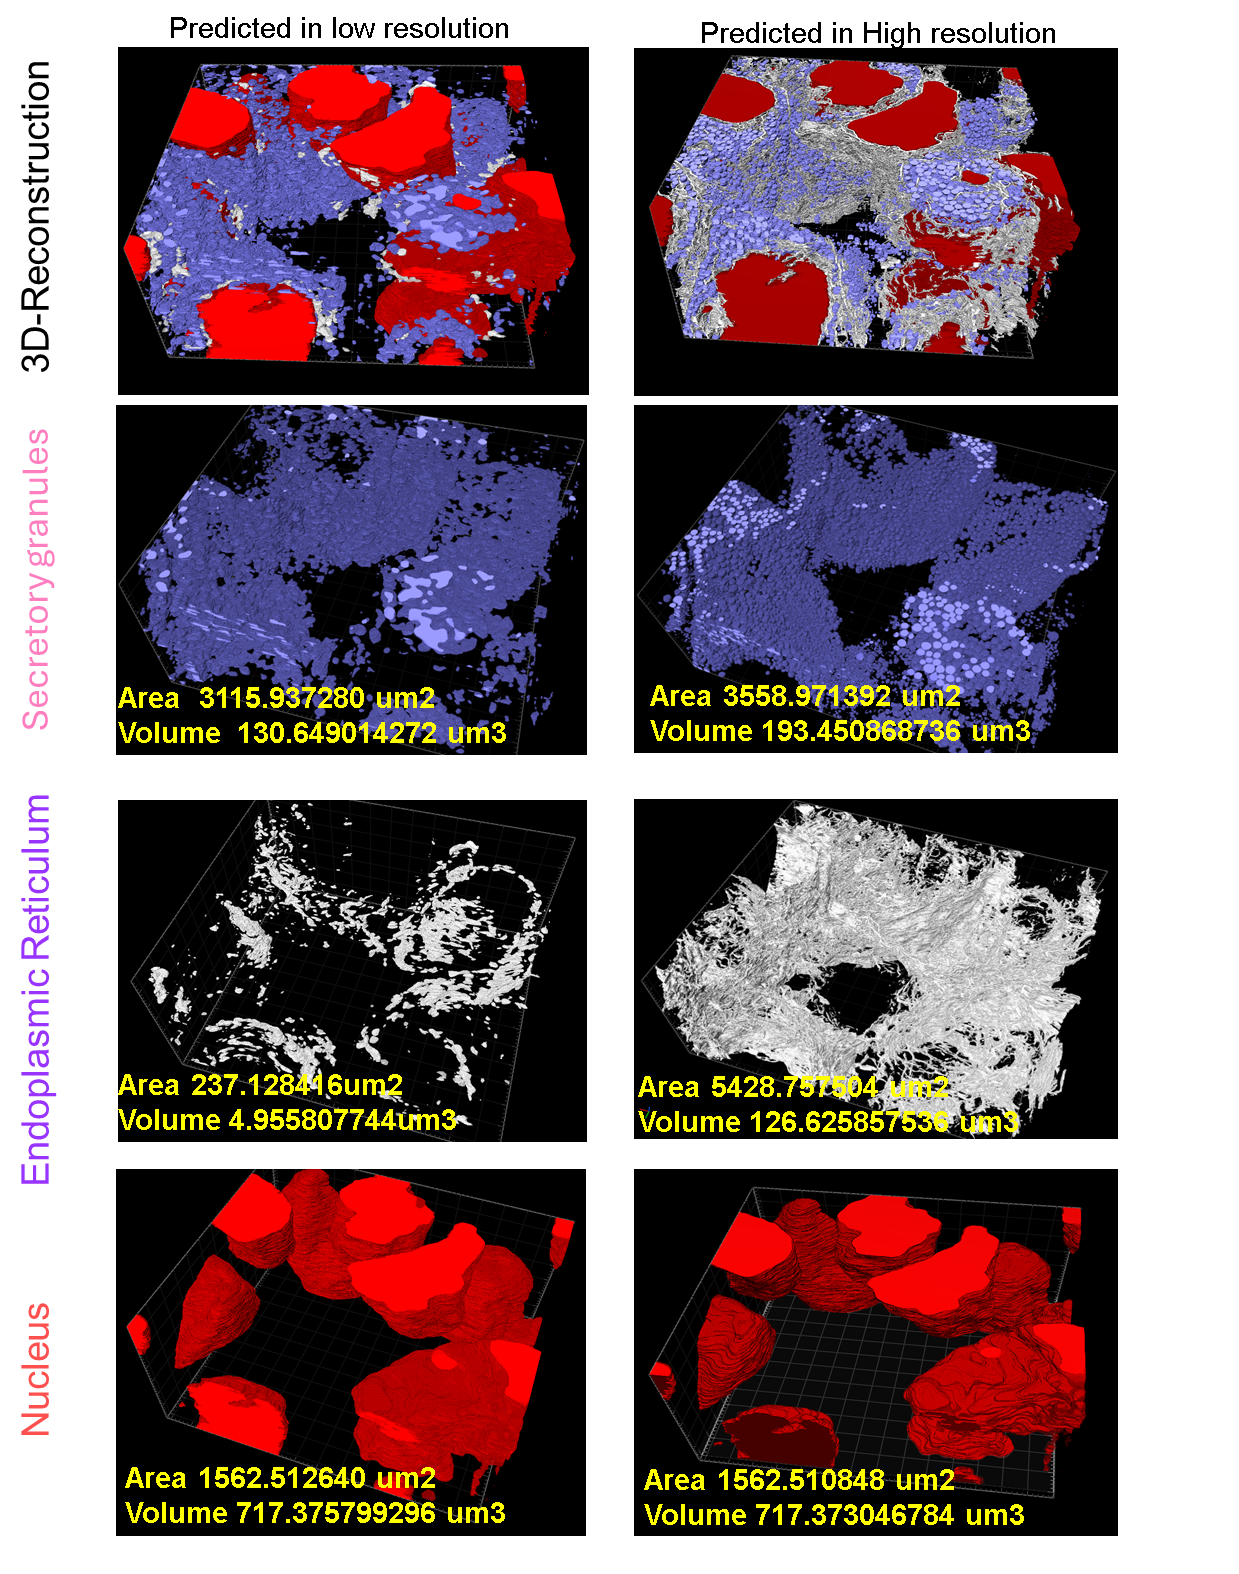 Predicted in low resolution
Predicted in High resolution
3D-Reconstruction
Secretory granules
Area 3115.937280 um2
Volume 130.649014272 um3
Area 3558.971392 um2
Volume 193.450868736 um3
Endoplasmic Reticulum
Area 237.128416um2
Volume 4.955807744um3
Area 5428.757504 um2
Volume 126.625857536 um3
Nucleus
Area 1562.512640 um2
Volume 717.375799296 um3
Area 1562.510848 um2
Volume 717.373046784 um3